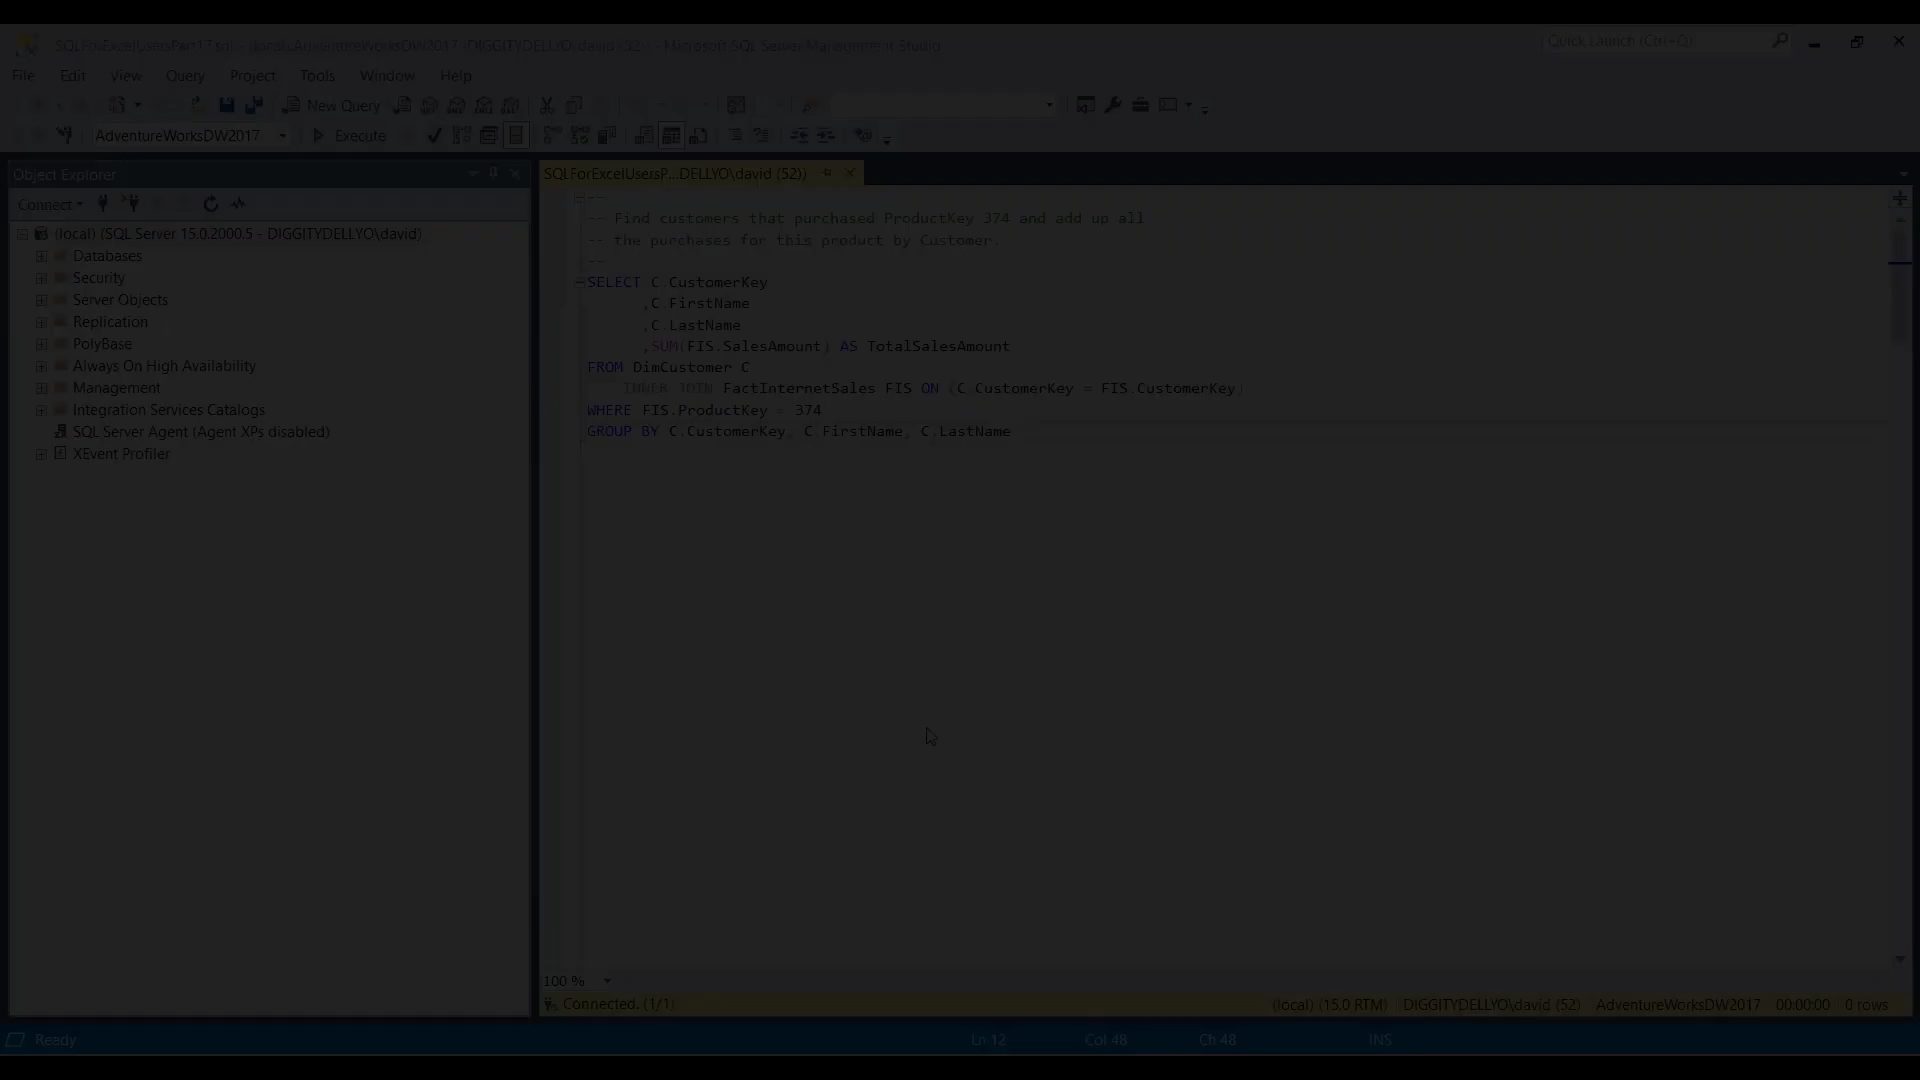 SQLForExcelUsersPart17.sql - (local).AdventureWorksDW2017 (DIGGITYDELLYO\david (52)) - Microsoft SQL Server Management Studio
Quick Launch (Ctrl+Q)
File Edit View Query Project Tools Window Help
New Query
AdventureWorksDW2017 Execute
Object Explorer
Connect
(local) (SQL Server 15.0.2000.5 - DIGGITYDELLYO\david)
Databases
Security
Server Objects
Replication
PolyBase
Always On High Availability
Management
Integration Services Catalogs
SQL Server Agent (Agent XPs disabled)
XEvent Profiler
SQLForExcelUsersP...DELLYO\david (52))
--
-- Find customers that purchased ProductKey 374 and add up all
-- the purchases for this product by Customer.
--
SELECT C.CustomerKey
,C.FirstName
,C.LastName
,SUM(FIS.SalesAmount) AS TotalSalesAmount
FROM DimCustomer C
INNER JOIN FactInternetSales FIS ON (C.CustomerKey = FIS.CustomerKey)
WHERE FIS.ProductKey = 374
GROUP BY C.CustomerKey, C.FirstName, C.LastName
100 %
Connected. (1/1)
(local) (15.0 RTM) DIGGITYDELLYO\david (52) AdventureWorksDW2017 00:00:00 0 rows
Ready Ln 12 Col 48 Ch 48 INS